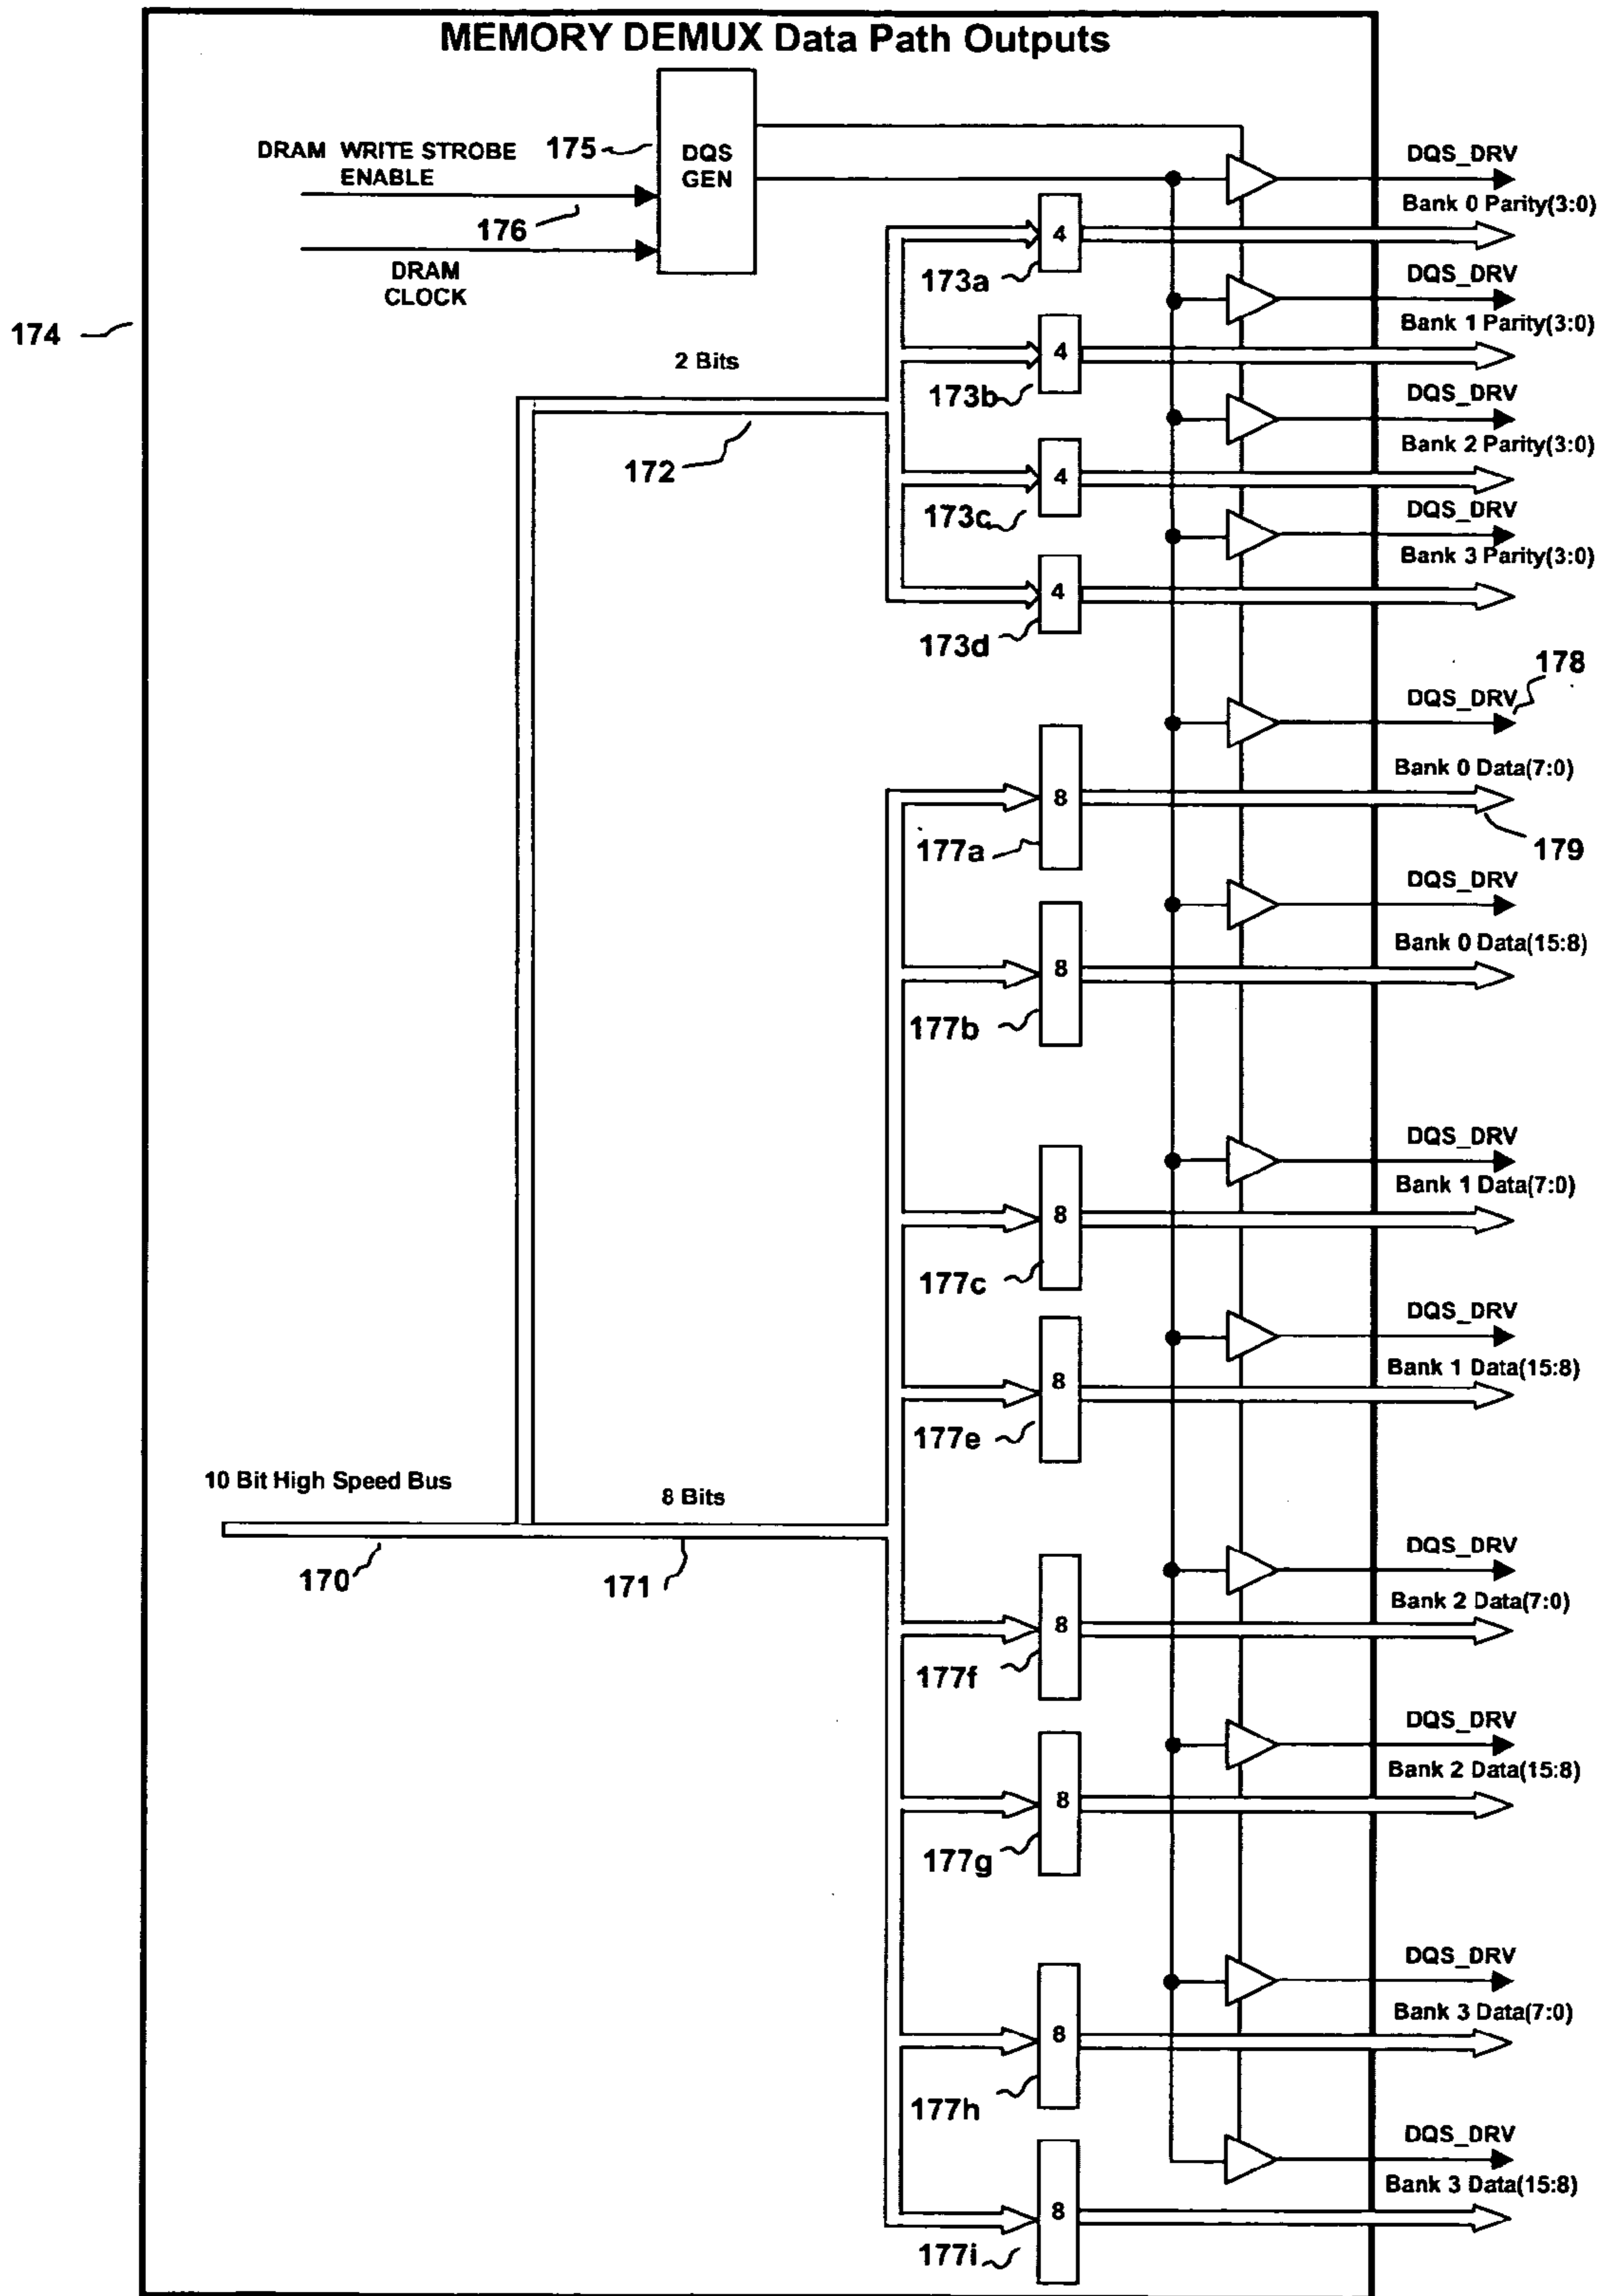 MEMORY DEMUX Data Path Outputs
DRAM WRITE STROBE
ENABLE
175
DQS
GEN
176
DRAM
CLOCK
174
DQS_DRV
Bank 0 Parity(3:0)
4
173a
DQS_DRV
Bank 1 Parity(3:0)
2 Bits
4
173b
DQS_DRV
Bank 2 Parity(3:0)
172
4
173c
DQS_DRV
Bank 3 Parity(3:0)
4
173d
178
DQS_DRV
Bank 0 Data(7:0)
8
177a
179
DQS_DRV
Bank 0 Data(15:8)
8
177b
DQS_DRV
Bank 1 Data(7:0)
8
177c
DQS_DRV
Bank 1 Data(15:8)
8
177e
10 Bit High Speed Bus
8 Bits
170
171
DQS_DRV
Bank 2 Data(7:0)
8
177f
DQS_DRV
Bank 2 Data(15:8)
8
177g
DQS_DRV
Bank 3 Data(7:0)
8
177h
DQS_DRV
Bank 3 Data(15:8)
8
177i